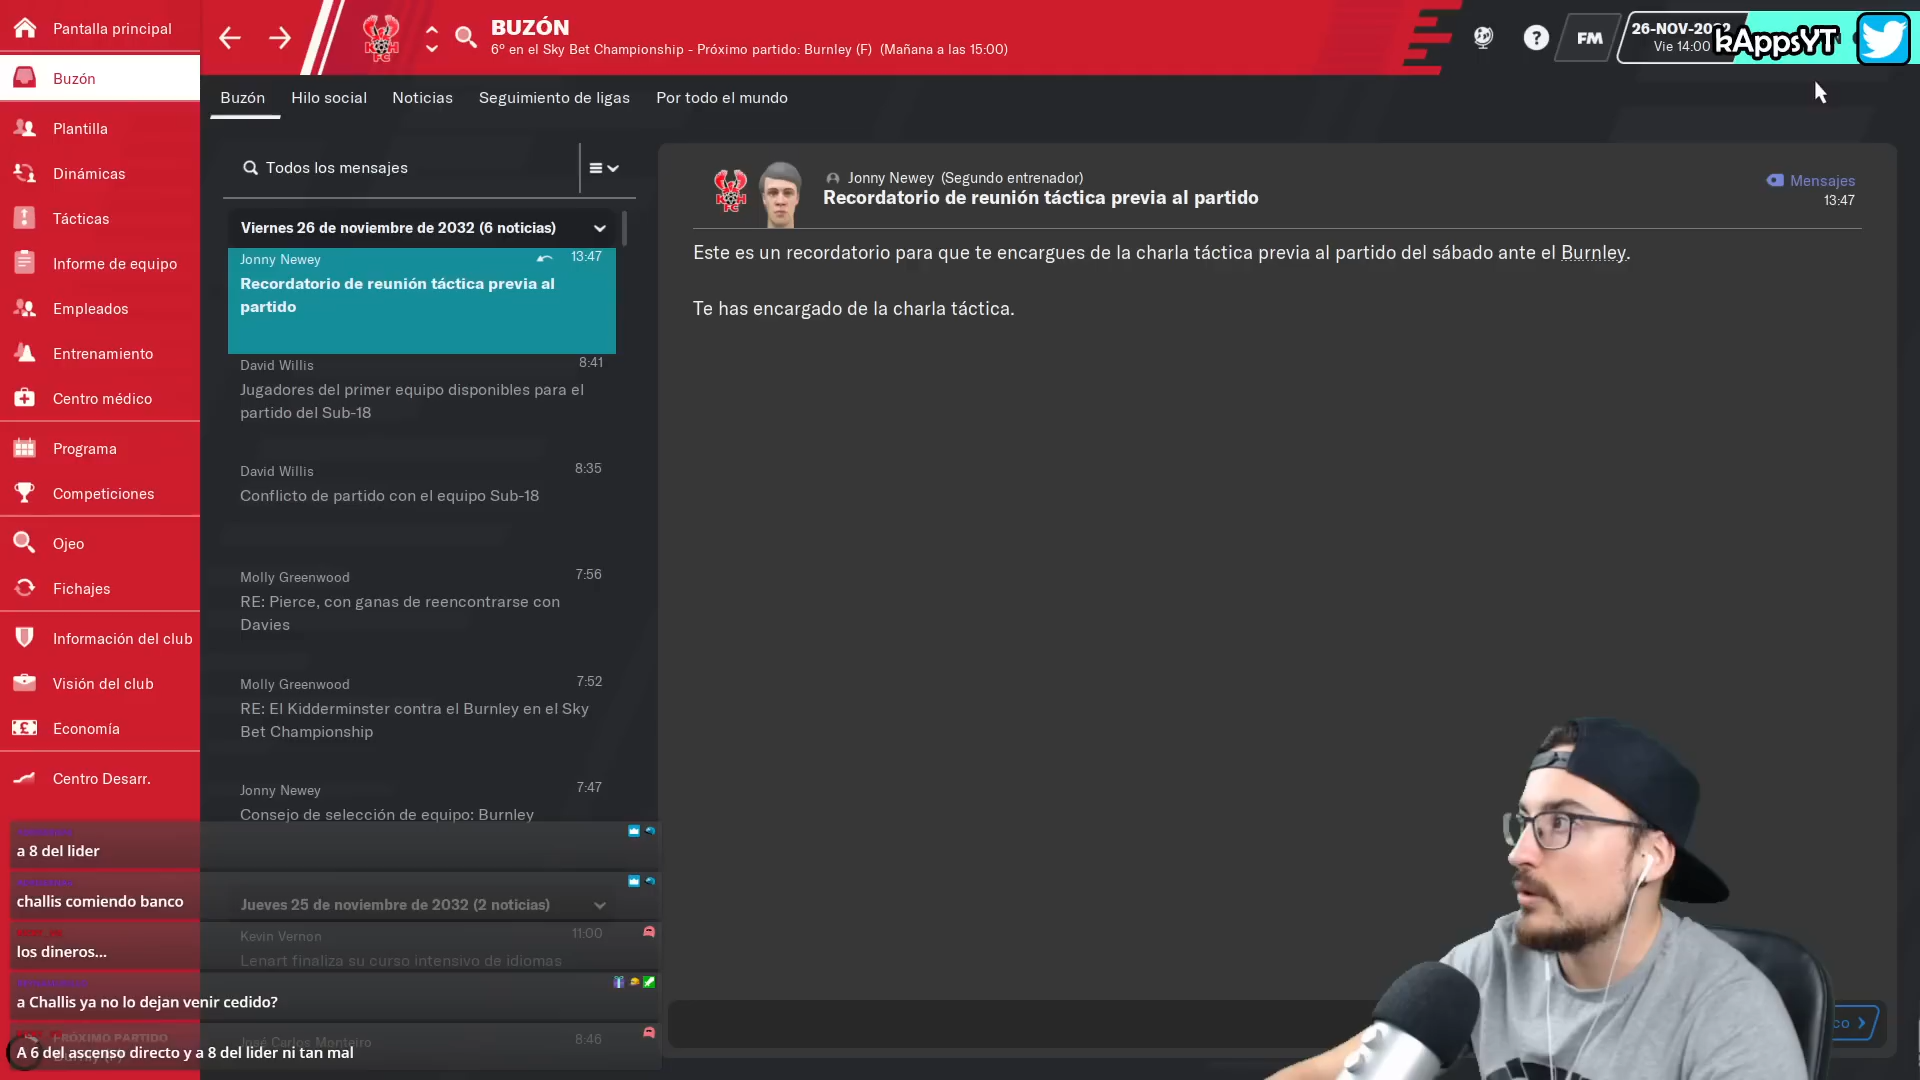 Pantalla principal
Buzón
Plantilla
Dinámicas
Tácticas
Informe de equipo
Empleados
Entrenamiento
Centro médico
Programa
Competiciones
Ojeo
Fichajes
Información del club
Visión del club
Economía
Centro Desarr.
BUZÓN
6º en el Sky Bet Championship - Próximo partido: Burnley (F) (Mañana a las 15:00)
FM
26-NOV-2032
Vie 14:00
kAppsYT
Buzón
Hilo social
Noticias
Seguimiento de ligas
Por todo el mundo
Todos los mensajes
Viernes 26 de noviembre de 2032 (6 noticias)
Jonny Newey
13:47
Recordatorio de reunión táctica previa al
partido
David Willis
8:41
Jugadores del primer equipo disponibles para el
partido del Sub-18
David Willis
8:35
Conflicto de partido con el equipo Sub-18
Molly Greenwood
7:56
RE: Pierce, con ganas de reencontrarse con
Davies
Molly Greenwood
7:52
RE: El Kidderminster contra el Burnley en el Sky
Bet Championship
Jonny Newey
7:47
Consejo de selección de equipo: Burnley
Jueves 25 de noviembre de 2032 (2 noticias)
Kevin Vernon
11:00
Lenart finaliza su curso intensivo de idiomas
José Carlos Monteiro
8:46
Jonny Newey (Segundo entrenador)
Recordatorio de reunión táctica previa al partido
Mensajes
13:47
Este es un recordatorio para que te encargues de la charla táctica previa al partido del sábado ante el Burnley.
Te has encargado de la charla táctica.
a 8 del lider
challis comiendo banco
los dineros...
a Challis ya no lo dejan venir cedido?
PRÓXIMO PARTIDO
A 6 del ascenso directo y a 8 del lider ni tan mal